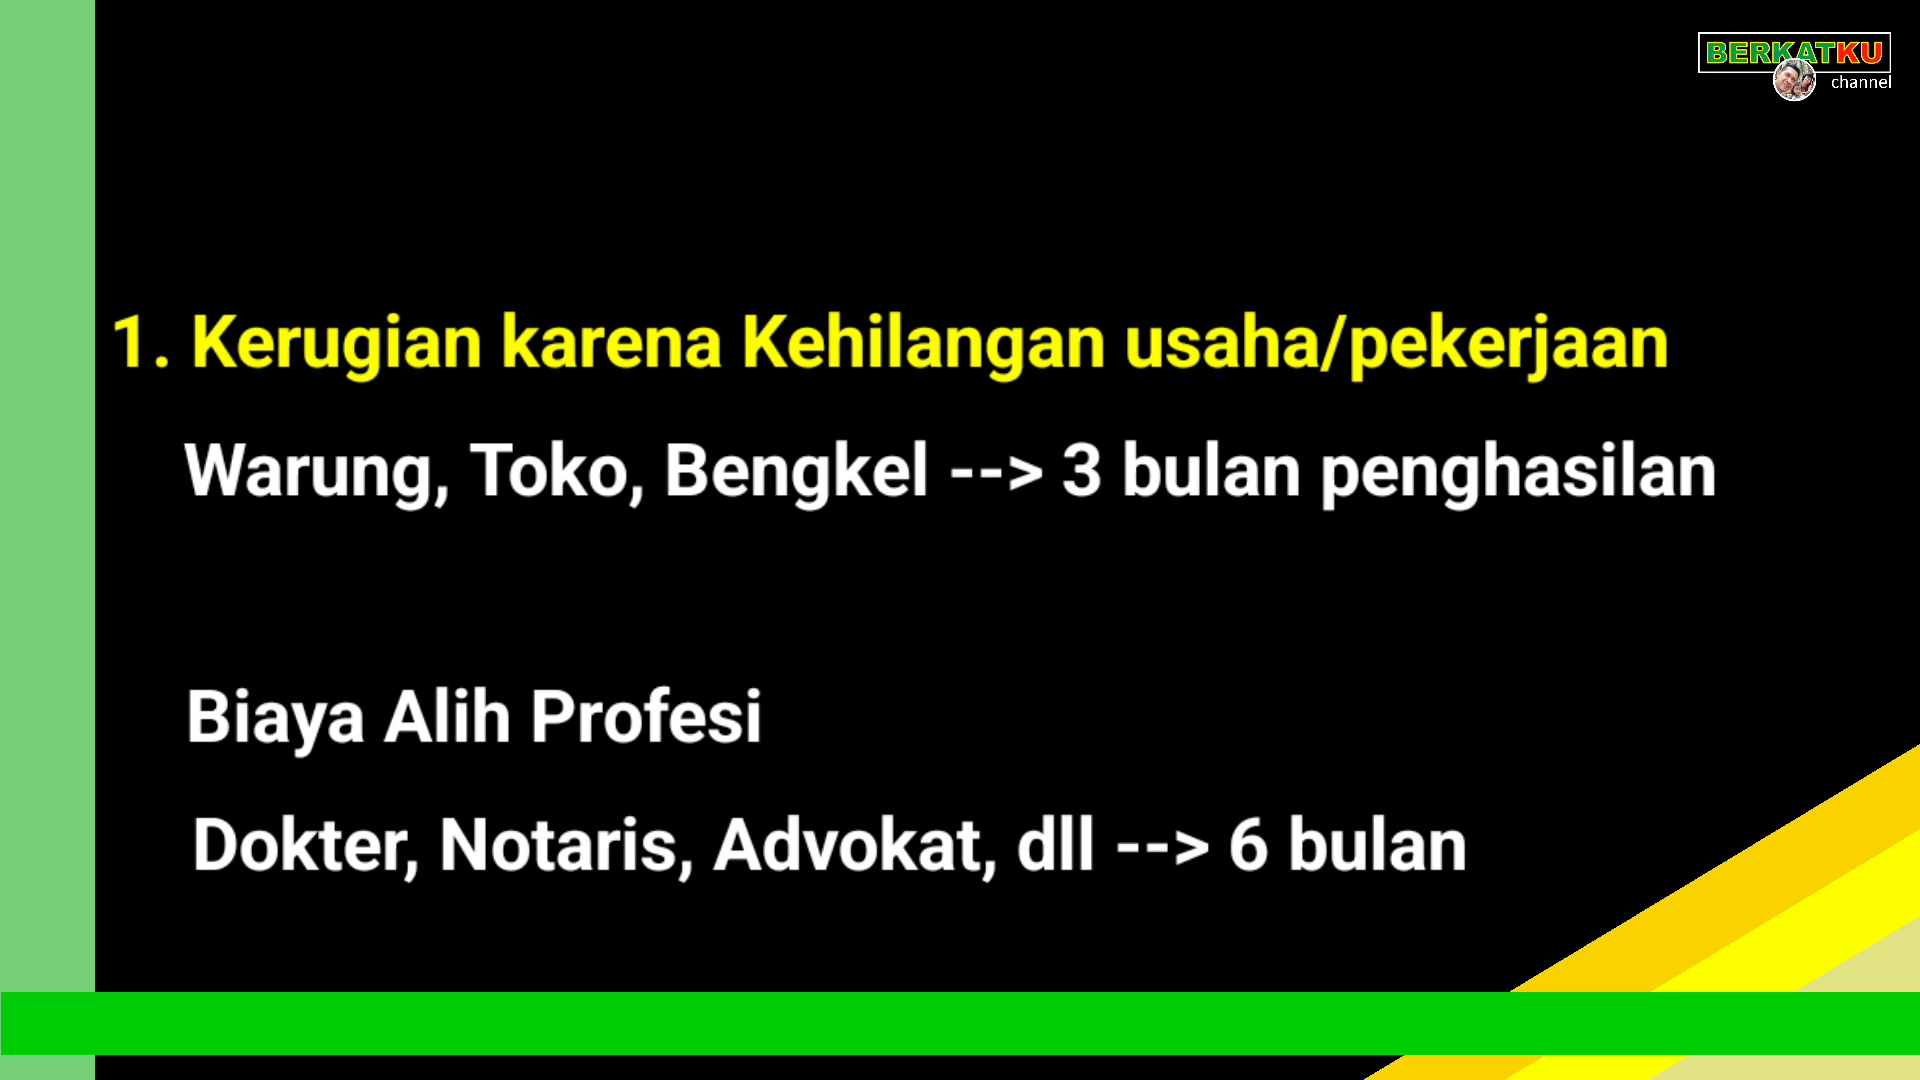 BERKATKU
channel
1. Kerugian karena Kehilangan usaha/pekerjaan
Warung, Toko, Bengkel --> 3 bulan penghasilan
Biaya Alih Profesi
Dokter, Notaris, Advokat, dll --> 6 bulan